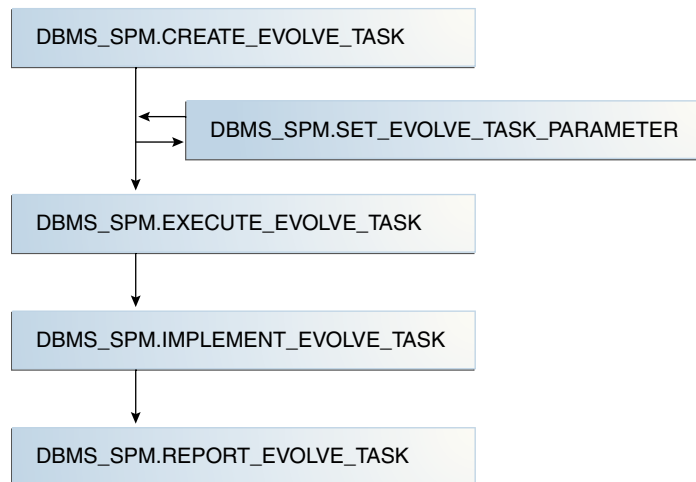 DBMS_SPM.CREATE_EVOLVE_TASK
DBMS_SPM.SET_EVOLVE_TASK_PARAMETER
DBMS_SPM.EXECUTE_EVOLVE_TASK
DBMS_SPM.IMPLEMENT_EVOLVE_TASK
DBMS_SPM.REPORT_EVOLVE_TASK